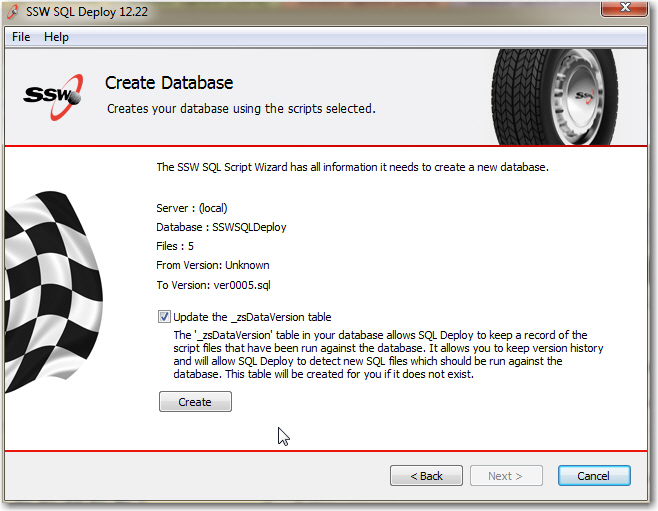 SSW SQL Deploy 12.22
File Help
SSW
Create Database
Creates your database using the scripts selected.
The SSW SQL Script Wizard has all information it needs to create a new database.
Server : (local)
Database : SSWSQLDeploy
Files : 5
From Version: Unknown
To Version: ver0005.sql
Update the _zsDataVersion table
The '_zsDataVersion' table in your database allows SQL Deploy to keep a record of the
script files that have been run against the database. It allows you to keep version history
and will allow SQL Deploy to detect new SQL files which should be run against the
database. This table will be created for you if it does not exist.
Create
< Back Next > Cancel